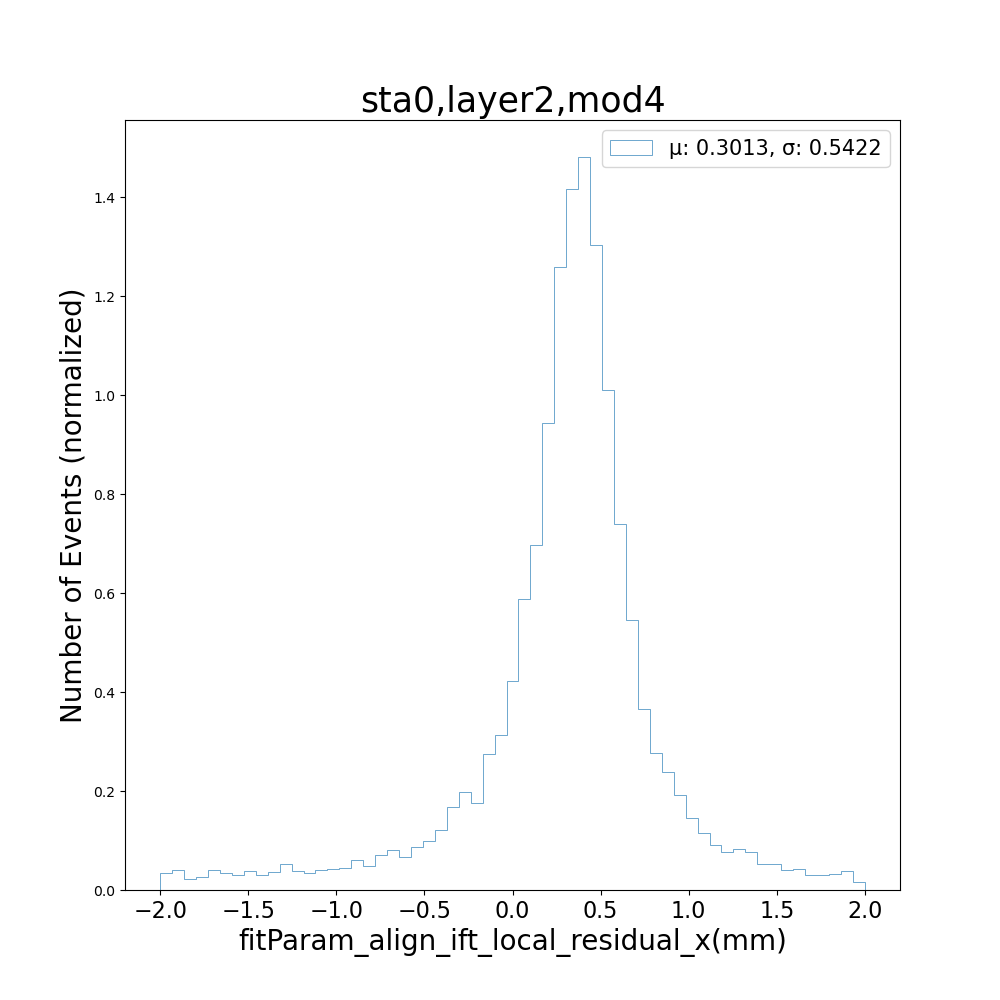 sta0,layer2,mod4
μ: 0.3013, σ: 0.5422
Number of Events (normalized)
1.4
1.2
1.0
0.8
0.6
0.4
0.2
0.0
−2.0 −1.5 −1.0 −0.5 0.0 0.5 1.0 1.5 2.0
fitParam_align_ift_local_residual_x(mm)